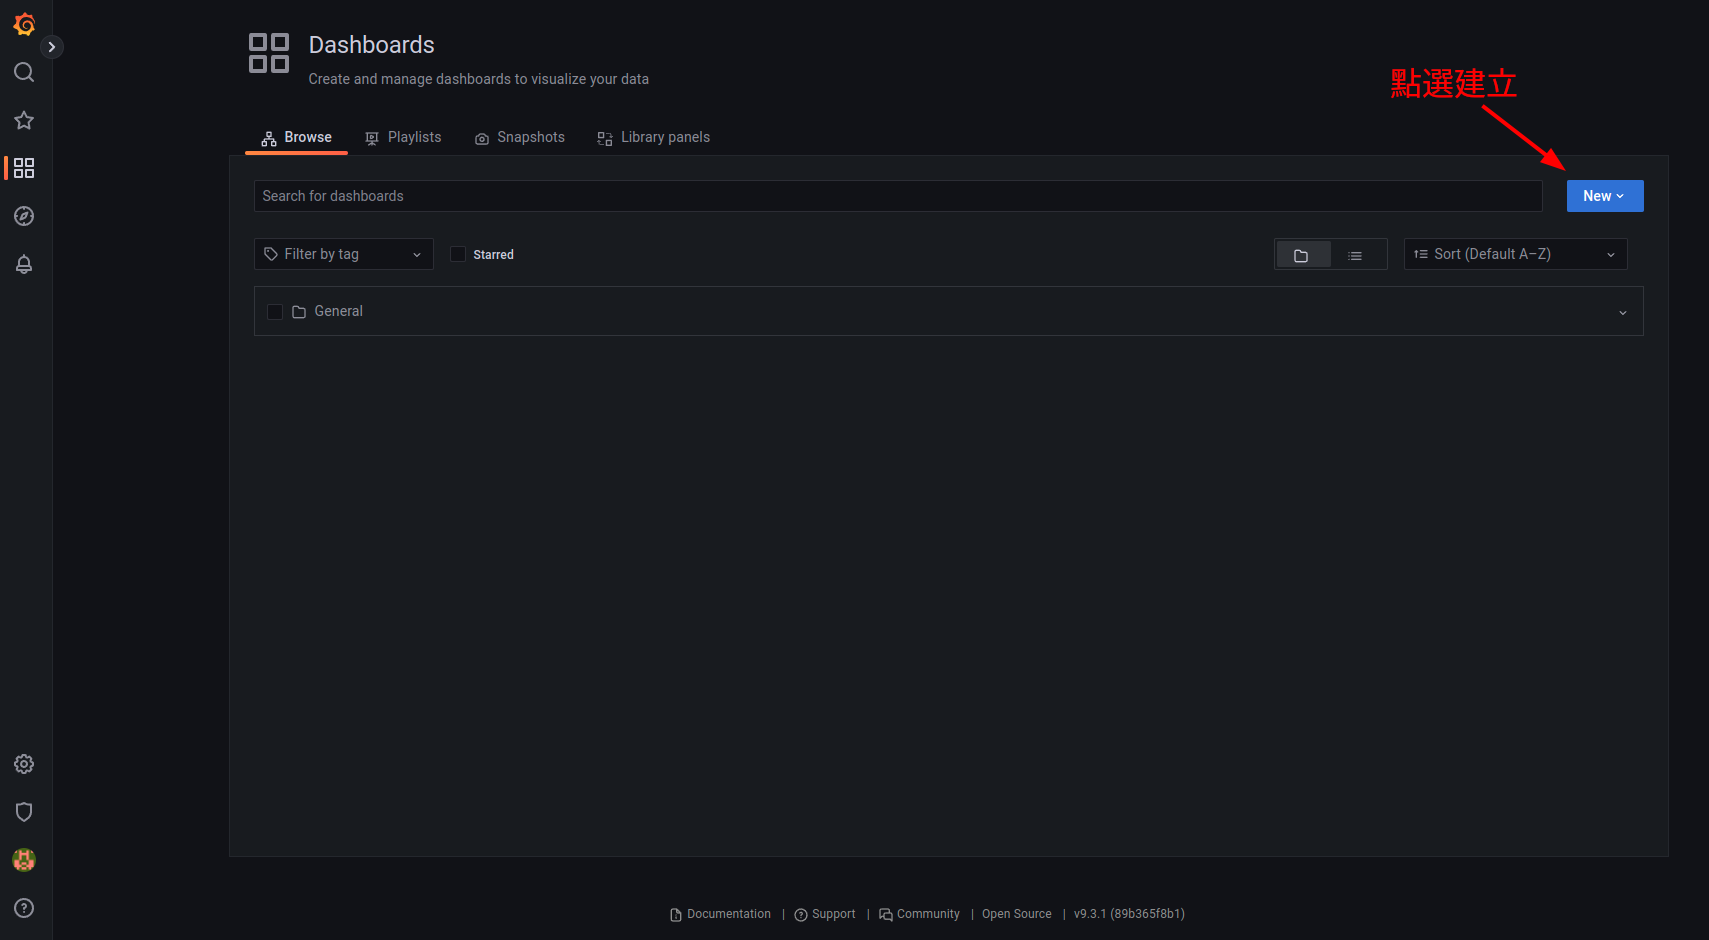 Dashboards
Create and manage dashboards to visualize your data
點選建立
Browse
Playlists
Snapshots
Library panels
Search for dashboards
New
Filter by tag
Starred
Sort (Default A–Z)
General
Documentation | Support | Community | Open Source | v9.3.1 (89b365f8b1)